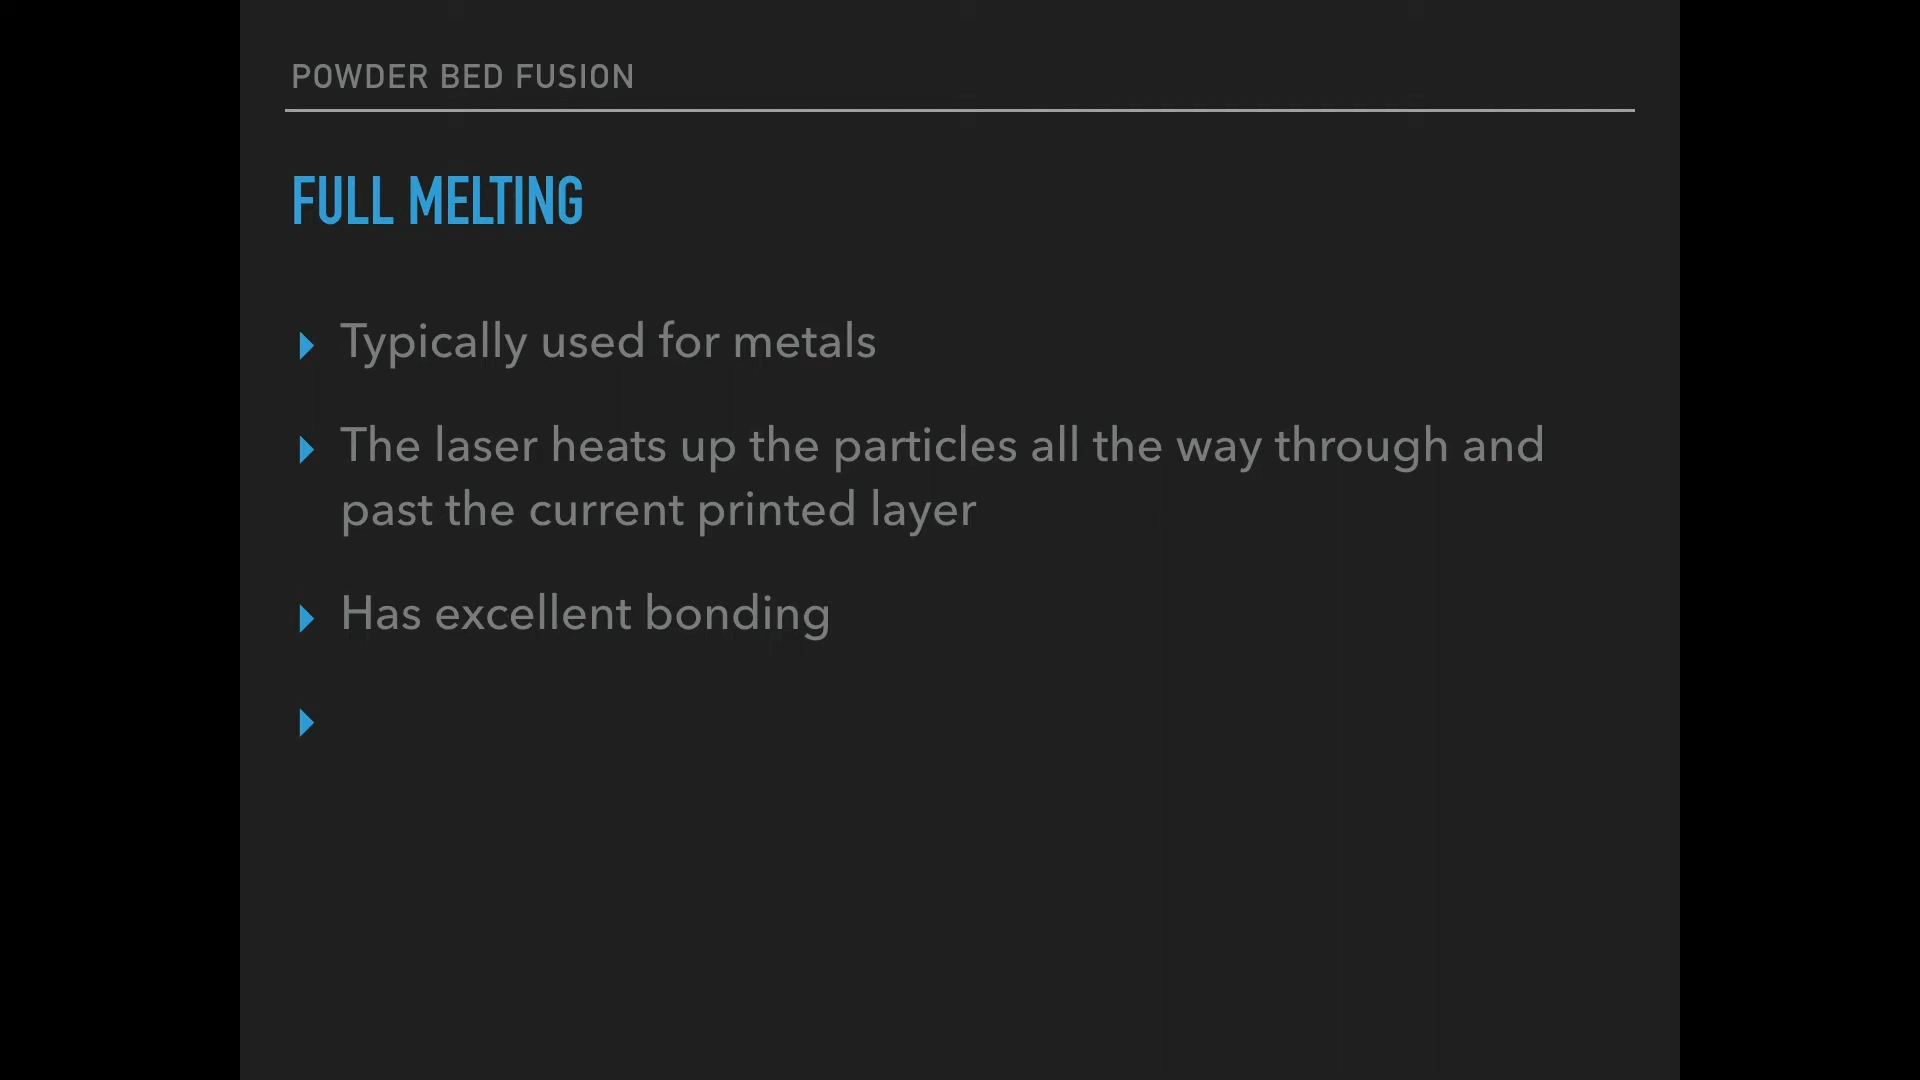 POWDER BED FUSION
FULL MELTING
Typically used for metals
The laser heats up the particles all the way through and
past the current printed layer
Has excellent bonding